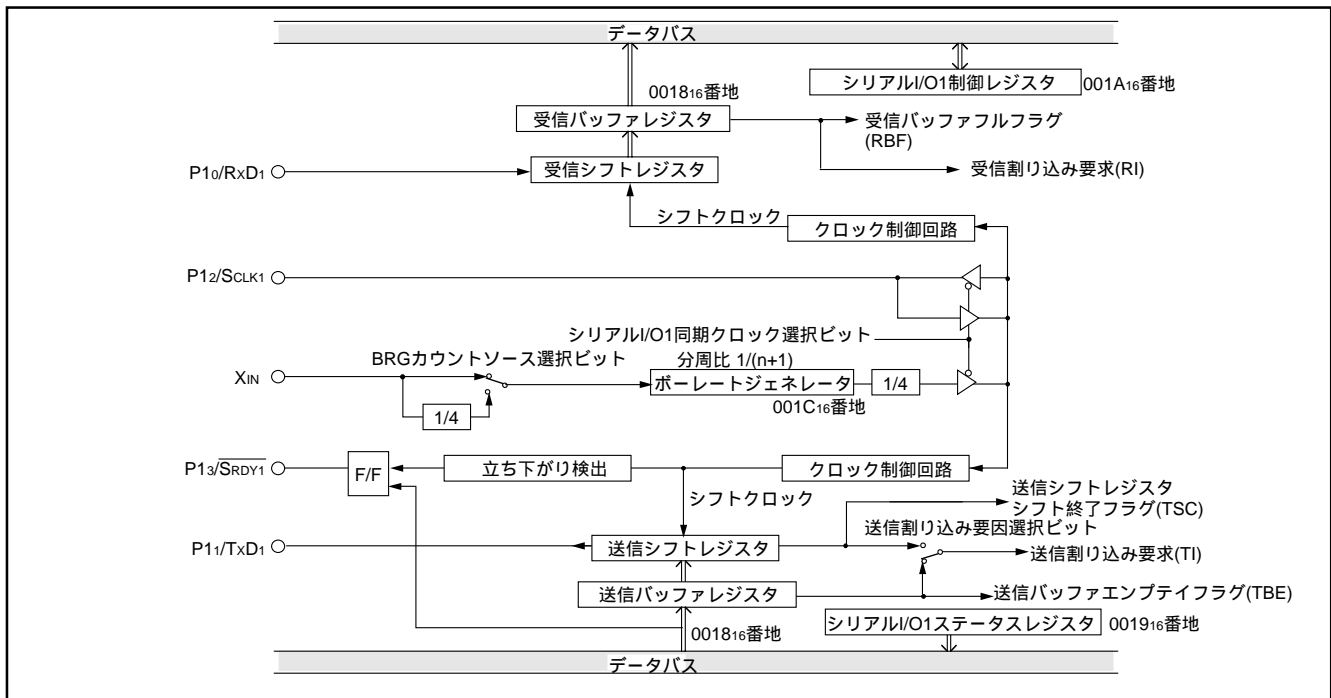 データバス
シリアルI/O1制御レジスタ 001A16番地
001816番地
受信バッファレジスタ
受信バッファフルフラグ
(RBF)
P10/RXD1
受信シフトレジスタ
受信割り込み要求(RI)
シフトクロック
クロック制御回路
P12/SCLK1
シリアルI/O1同期クロック選択ビット
BRGカウントソース選択ビット
分周比 1/(n+1)
XIN
ボーレートジェネレータ
1/4
001C16番地
1/4
P13/SRDY1
F/F
立ち下がり検出
クロック制御回路
シフトクロック
送信シフトレジスタ
シフト終了フラグ(TSC)
送信割り込み要因選択ビット
P11/TXD1
送信シフトレジスタ
送信割り込み要求(TI)
送信バッファレジスタ
送信バッファエンプテイフラグ(TBE)
001816番地
シリアルI/O1ステータスレジスタ 001916番地
データバス